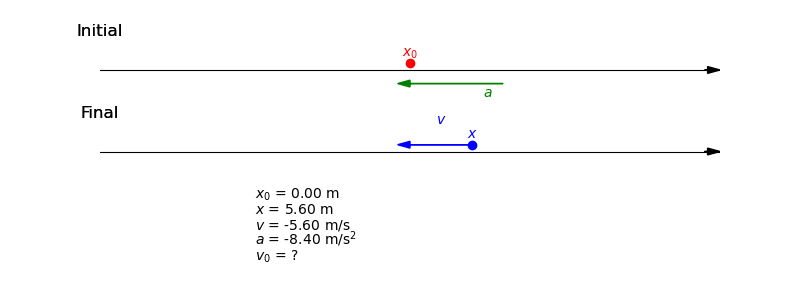 Initial
x₀
a
Final
v
x
x₀ = 0.00 m
x = 5.60 m
v = -5.60 m/s
a = -8.40 m/s²
v₀ = ?